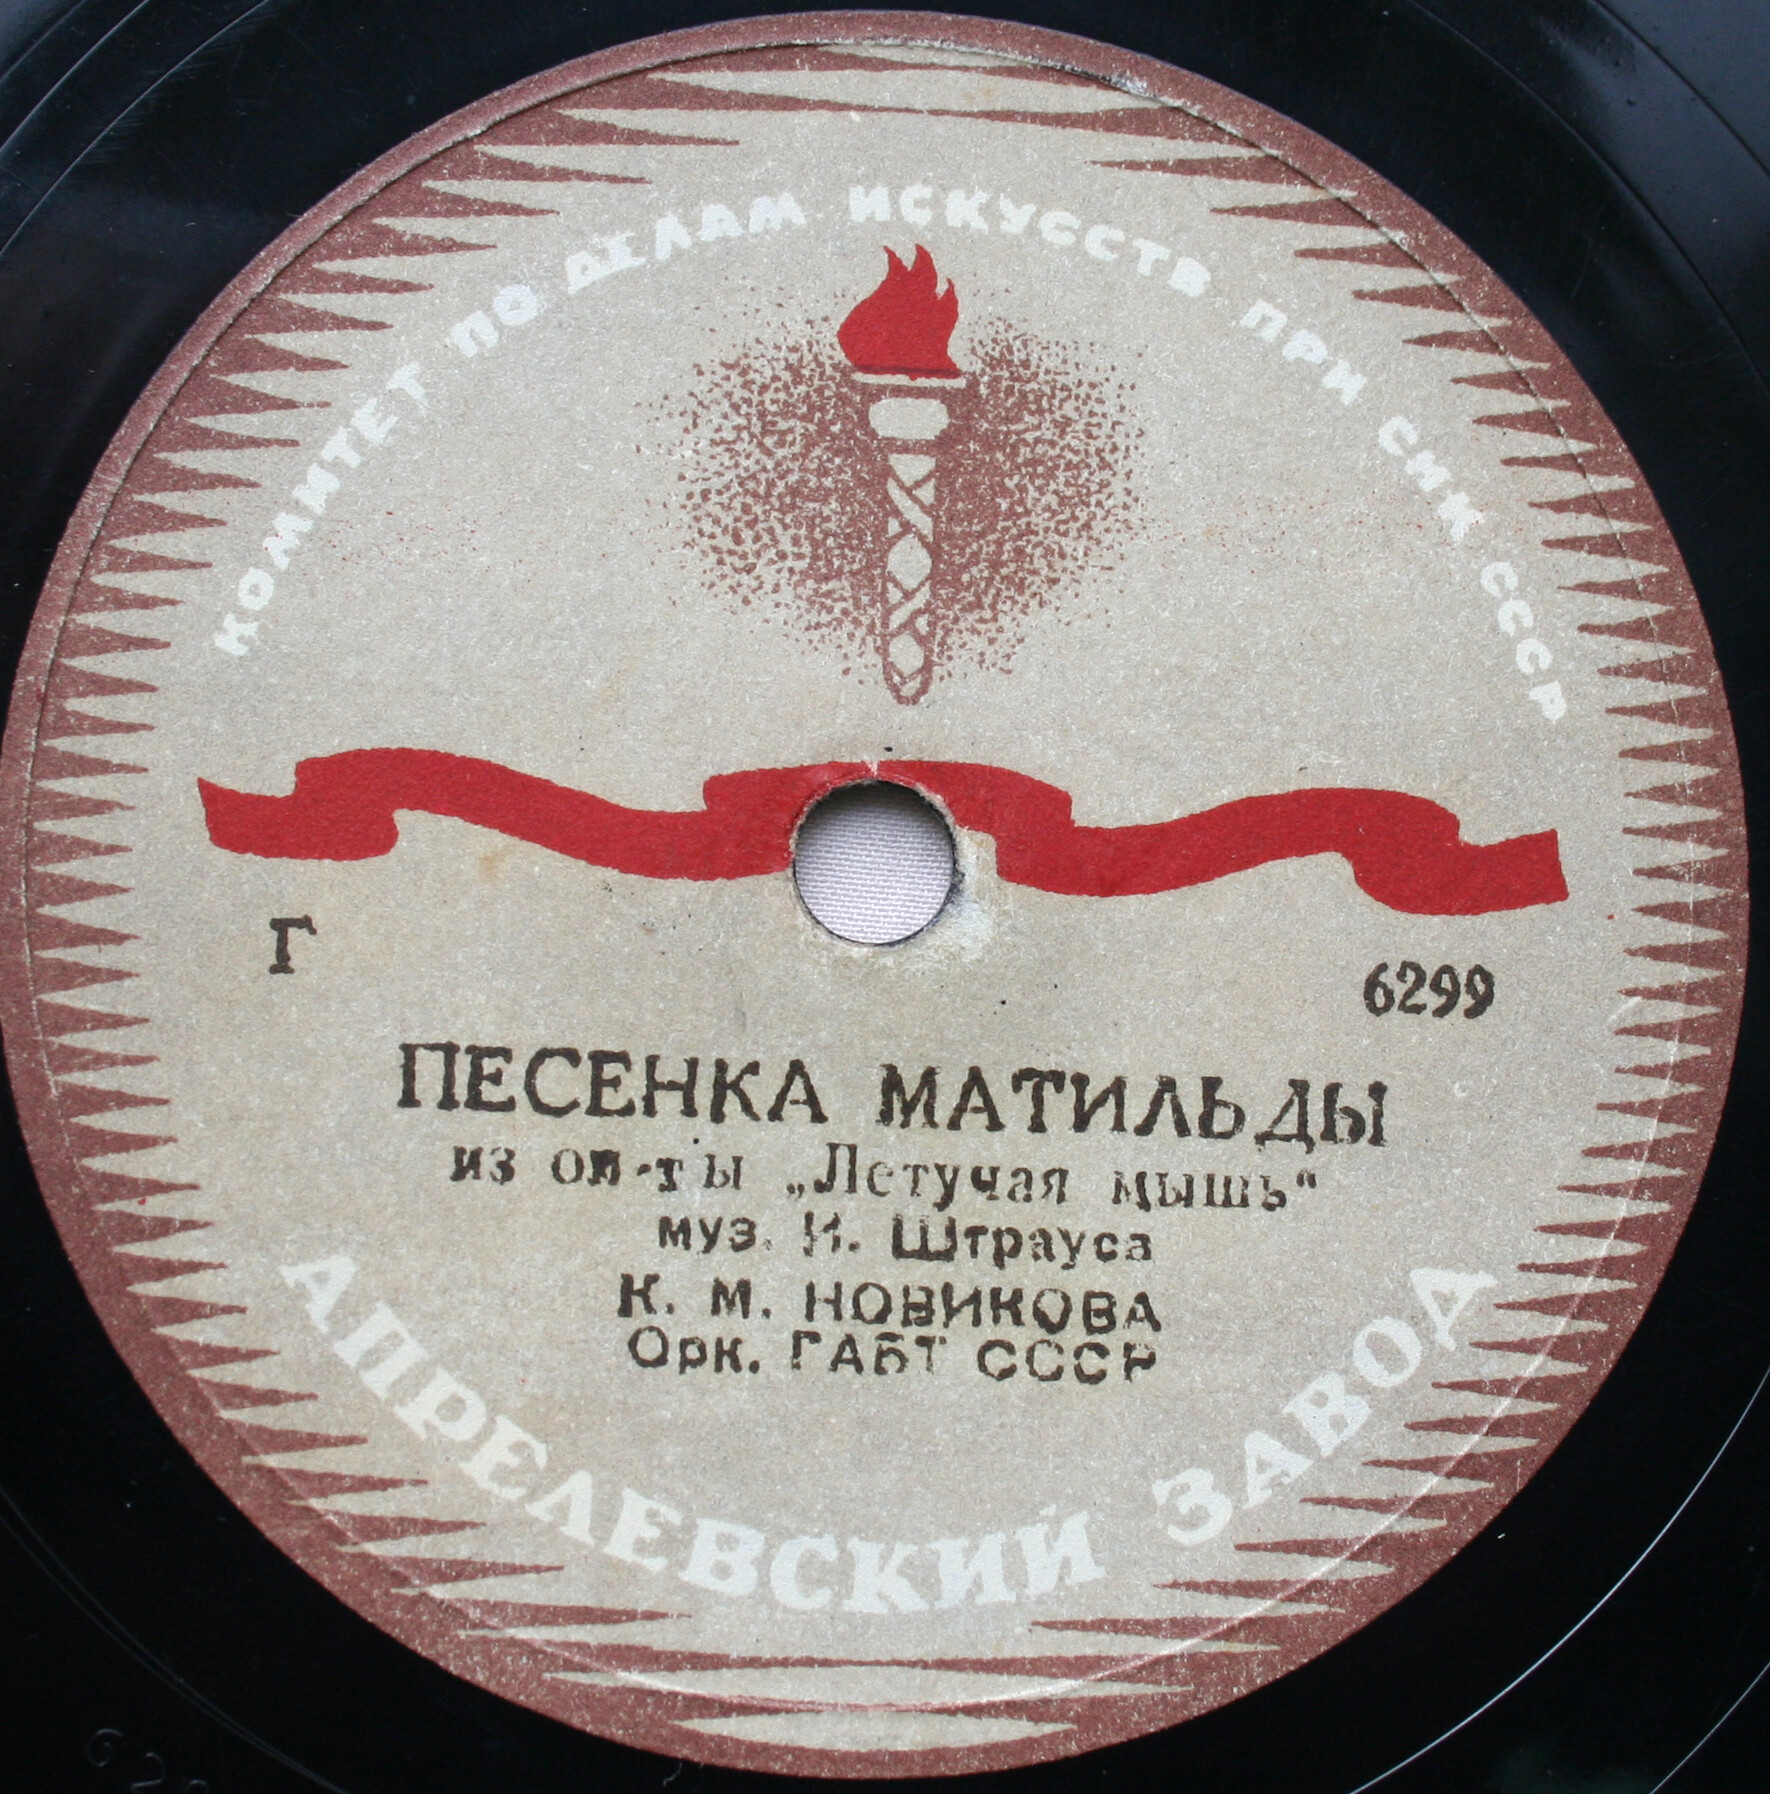 КОМИТЕТ ПО ДЕЛАМ ИСКУССТВ ПРИ СНК СССР
Г
6299
ПЕСЕНКА МАТИЛЬДЫ
из оп-ты „Летучая мышь“
муз. И. Штрауса
К. М. НОВИКОВА
Орк. ГАБТ СССР
АПРЕЛЕВСКИЙ ЗАВОД